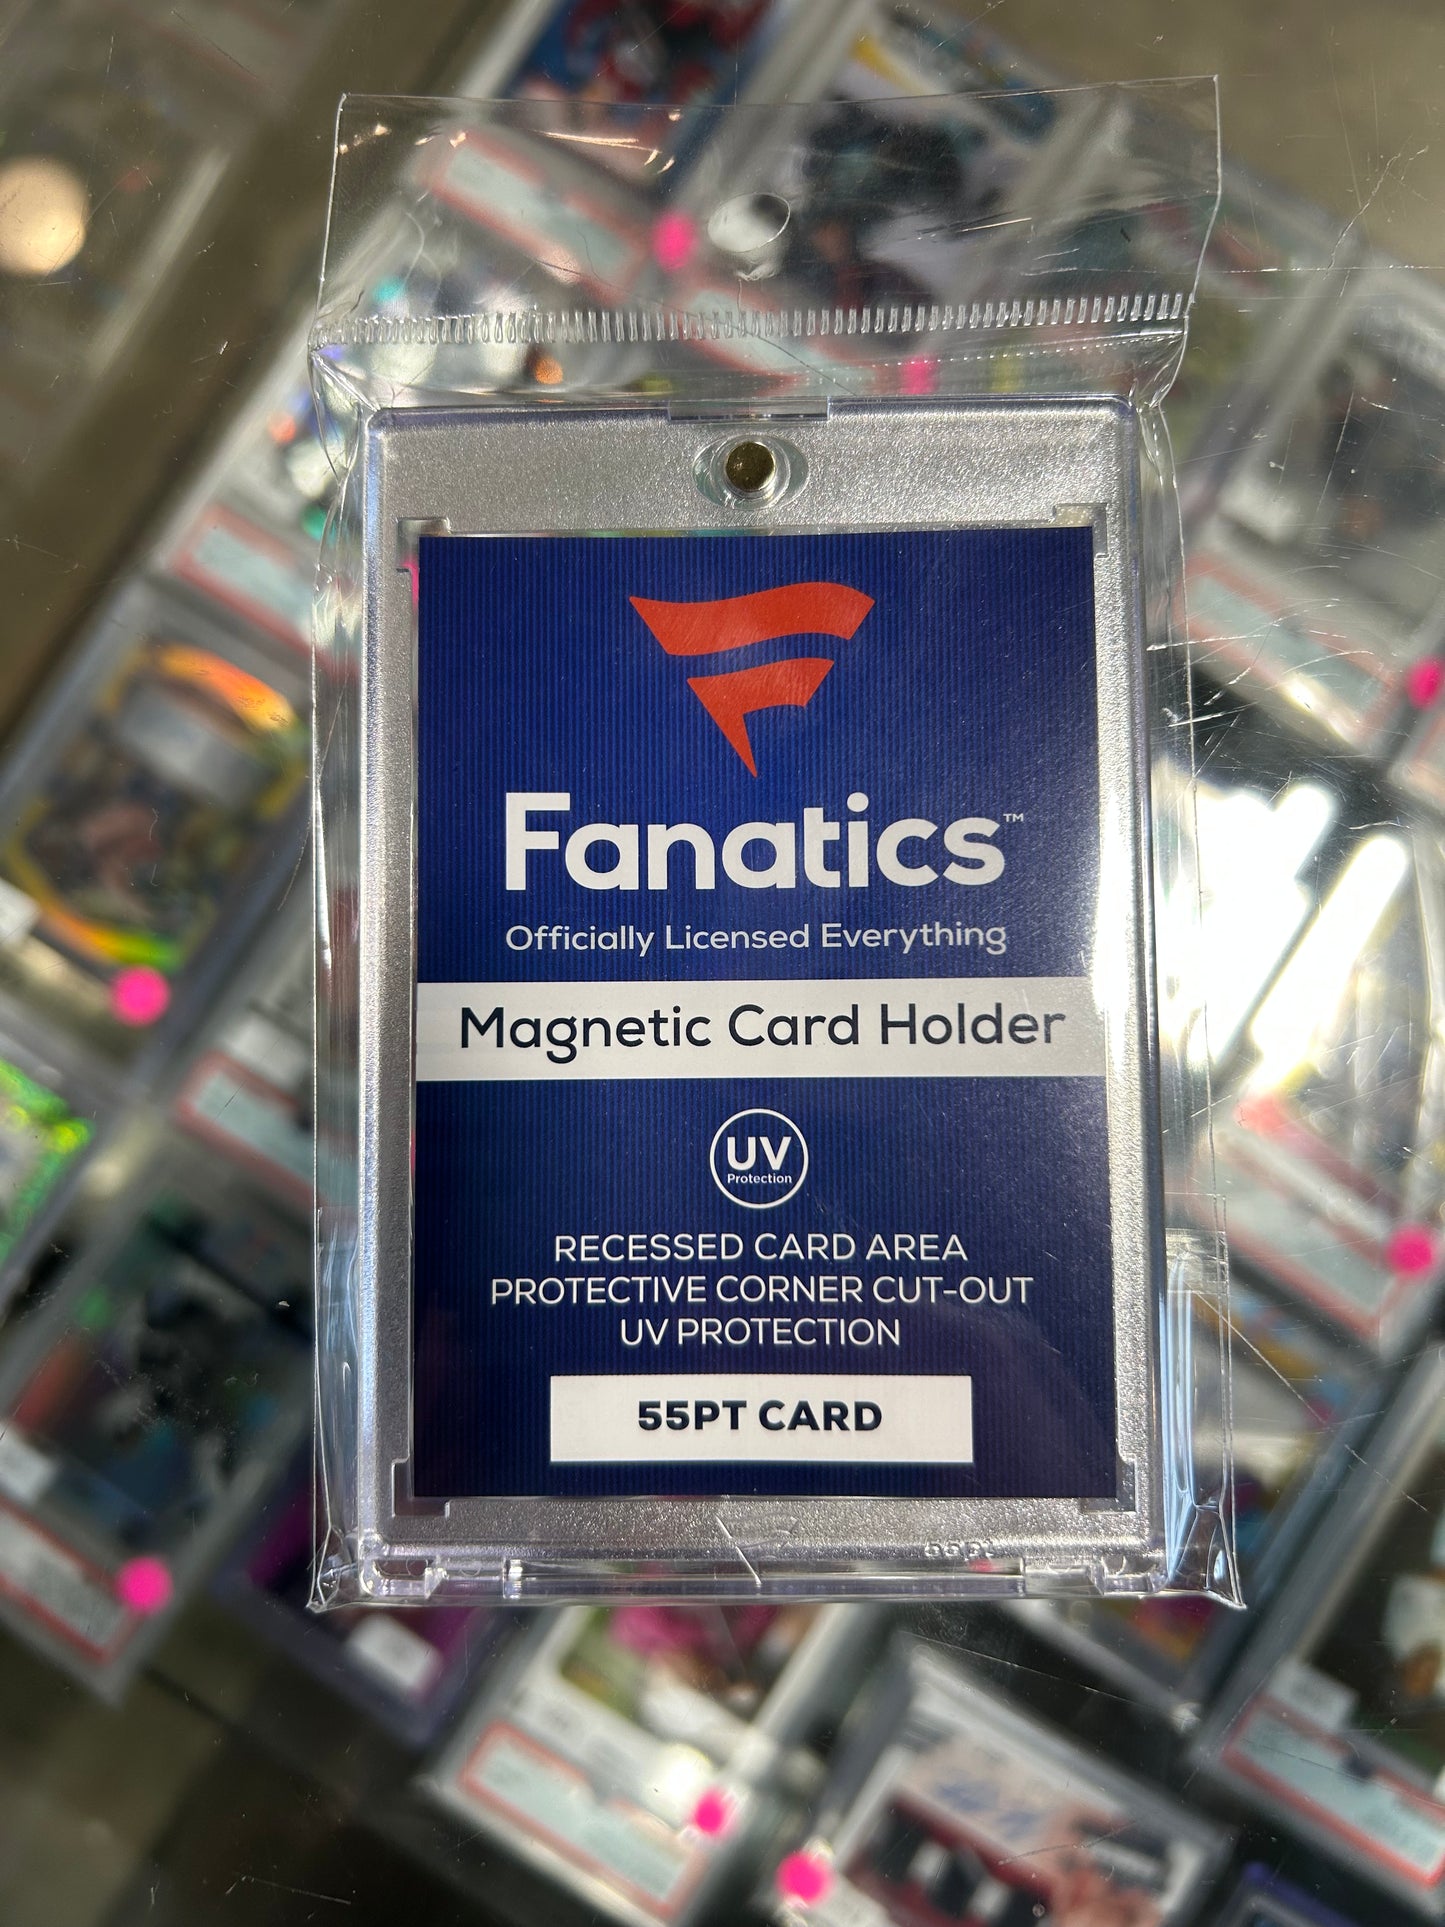 Fanatics™
Officially Licensed Everything
Magnetic Card Holder
UV
Protection
RECESSED CARD AREA
PROTECTIVE CORNER CUT-OUT
UV PROTECTION
55PT CARD
55PT